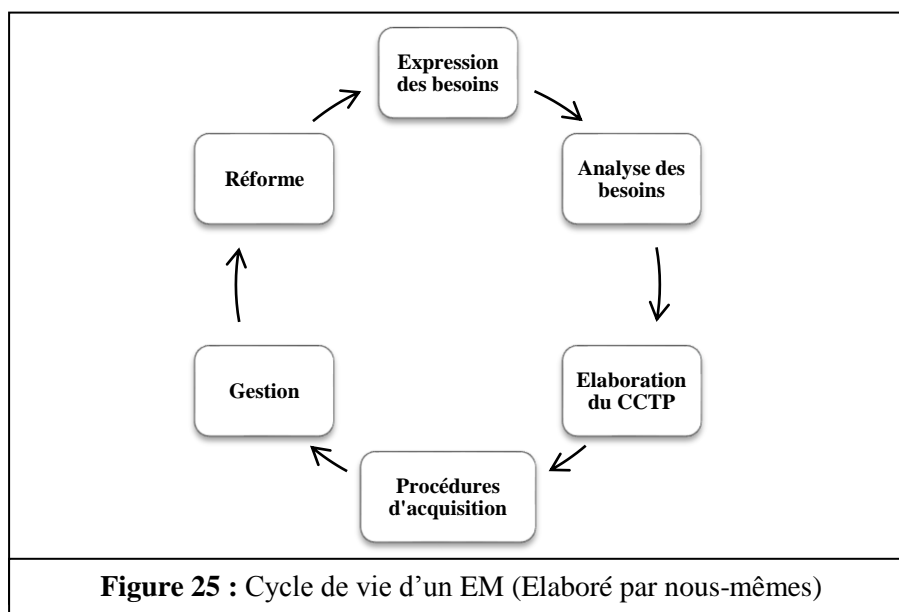 Expression
des besoins
Analyse des
besoins
Elaboration
du CCTP
Procédures
d'acquisition
Gestion
Réforme
Figure 25 : Cycle de vie d’un EM (Elaboré par nous-mêmes)